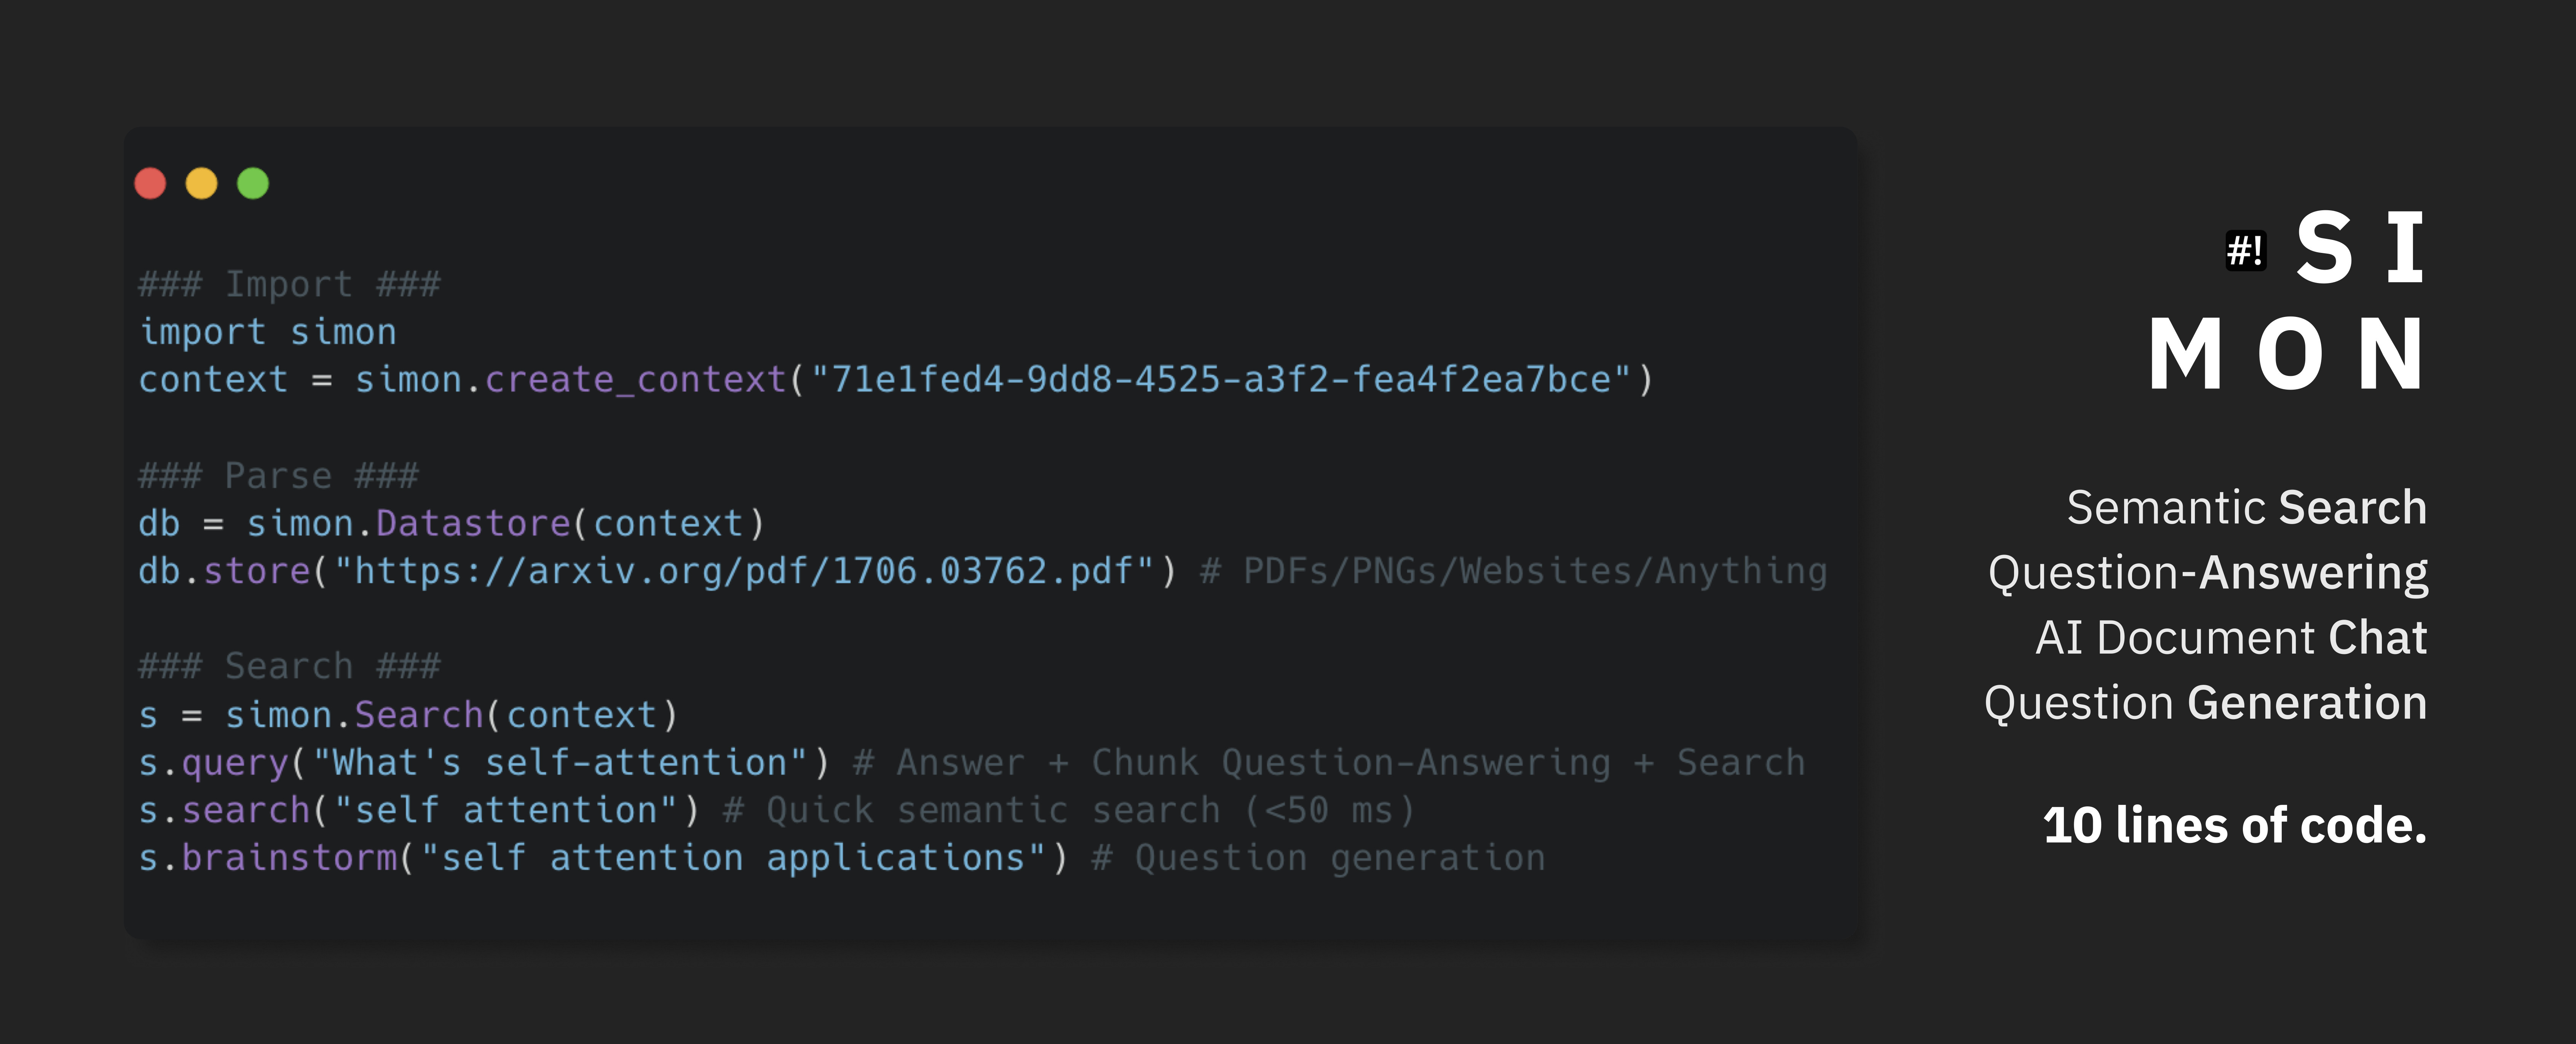 ### Import ###
import simon
context = simon.create_context("71e1fed4-9dd8-4525-a3f2-fea4f2ea7bce")
### Parse ###
db = simon.Datastore(context)
db.store("https://arxiv.org/pdf/1706.03762.pdf") # PDFs/PNGs/Websites/Anything
### Search ###
s = simon.Search(context)
s.query("What's self-attention") # Answer + Chunk Question-Answering + Search
s.search("self attention") # Quick semantic search (<50 ms)
s.brainstorm("self attention applications") # Question generation
#! S I
M O N
Semantic Search
Question-Answering
AI Document Chat
Question Generation
10 lines of code.